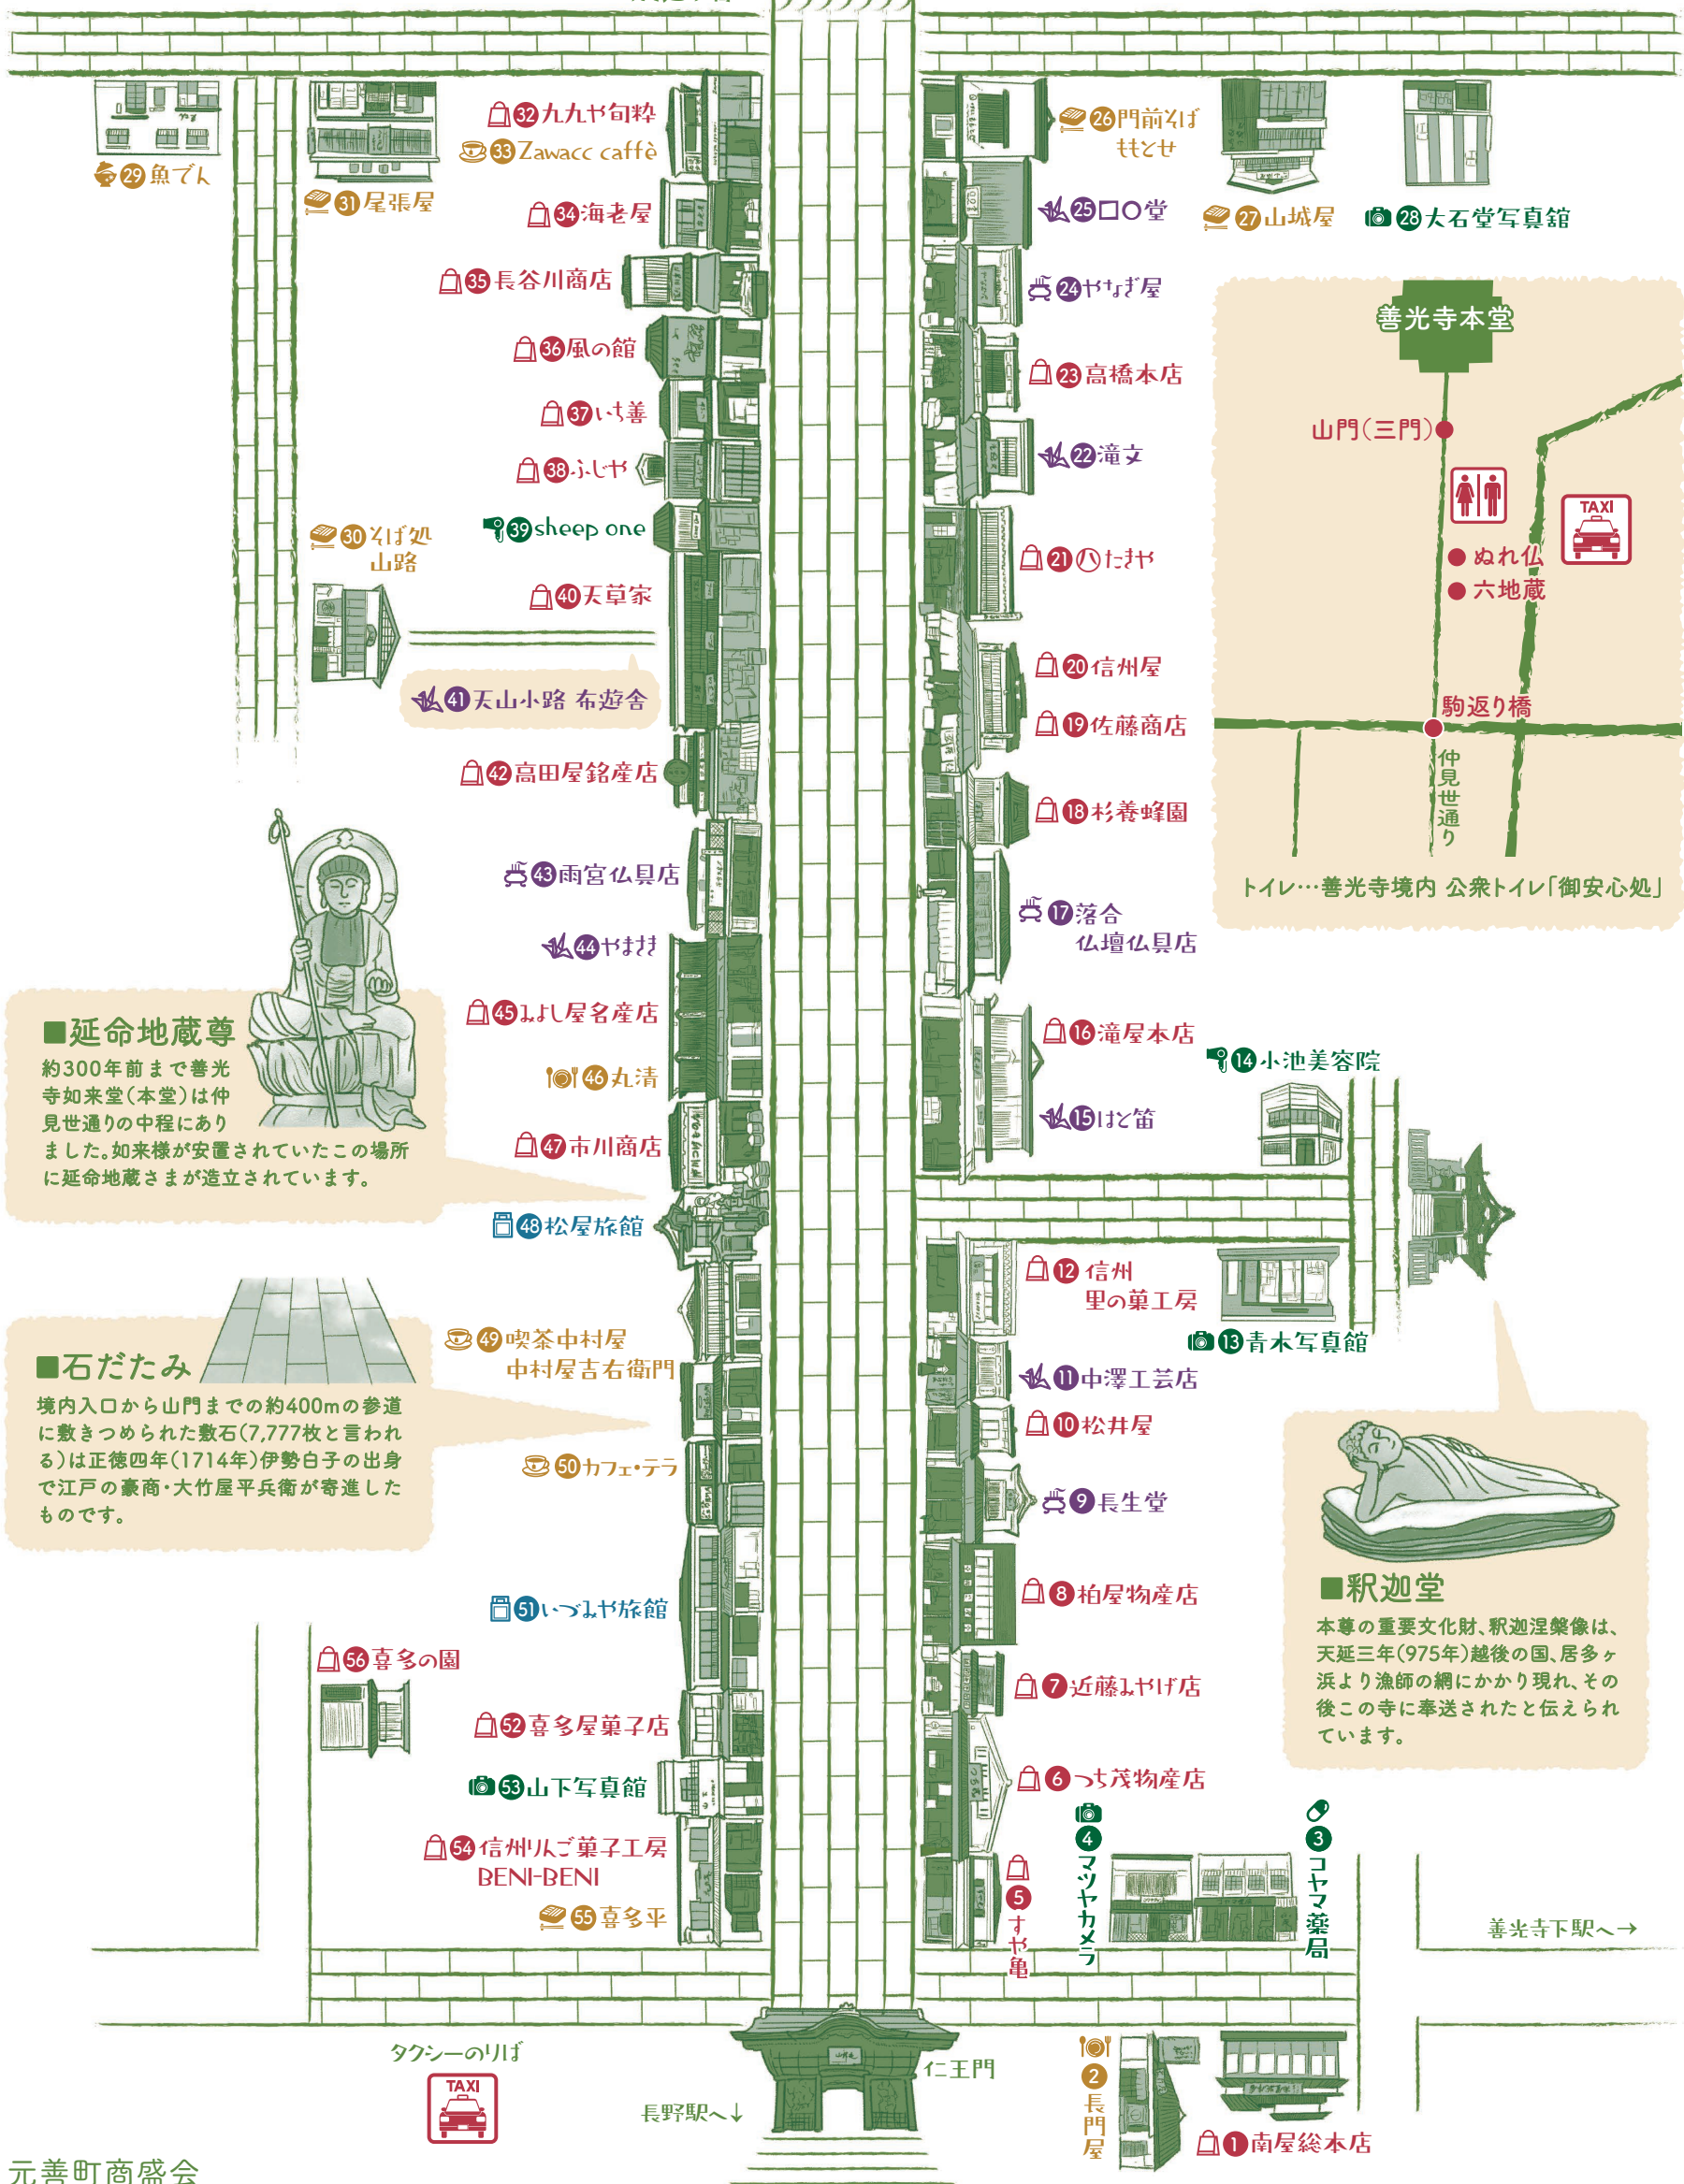 32 九九や旬粋
33 Zawacc caffè
29 魚でん
31 尾張屋
34 海老屋
35 長谷川商店
36 風の館
37 いち善
38 ふじや
39 sheep one
30 そば処
山路
40 天草家
41 天山小路 布遊舎
42 高田屋銘産店
43 雨宮仏具店
44 やまさき
45 みよし屋名産店
46 丸清
47 市川商店
48 松屋旅館
49 喫茶中村屋
中村屋吉右衛門
50 カフェ・テラ
51 いづみや旅館
56 喜多の園
52 喜多屋菓子店
53 山下写真館
54 信州りんご菓子工房
BENI-BENI
55 喜多平
■延命地蔵尊
約300年前まで善光
寺如来堂(本堂)は仲
見世通りの中程にあり
ました。如来様が安置されていたこの場所
に延命地蔵さまが造立されています。
■石だたみ
境内入口から山門までの約400mの参道
に敷きつめられた敷石(7,777枚と言われ
る)は正徳四年(1714年)伊勢白子の出身
で江戸の豪商・大竹屋平兵衛が寄進した
ものです。
26 門前そば
ももとせ
25 □○堂
27 山城屋
28 大石堂写真舘
24 やなぎ屋
23 高橋本店
22 滝文
21 八たまや
20 信州屋
19 佐藤商店
18 杉養蜂園
17 落合
仏壇仏具店
16 滝屋本店
14 小池美容院
15 はと笛
12 信州
里の菓工房
13 青木写真館
11 中澤工芸店
10 松井屋
9 長生堂
8 柏屋物産店
7 近藤みやげ店
6 つち茂物産店
5 すや亀
4 マツヤカメラ
3 コヤマ薬局
善光寺本堂
山門(三門)
TAXI
ぬれ仏
六地蔵
駒返り橋
仲見世通り
トイレ…善光寺境内 公衆トイレ「御安心処」
■釈迦堂
本尊の重要文化財、釈迦涅槃像は、
天延三年(975年)越後の国、居多ヶ
浜より漁師の網にかかり現れ、その
後この寺に奉送されたと伝えられ
ています。
善光寺下駅へ→
タクシーのりば
TAXI
長野駅へ↓
仁王門
2 長門屋
1 南屋総本店
元善町商盛会